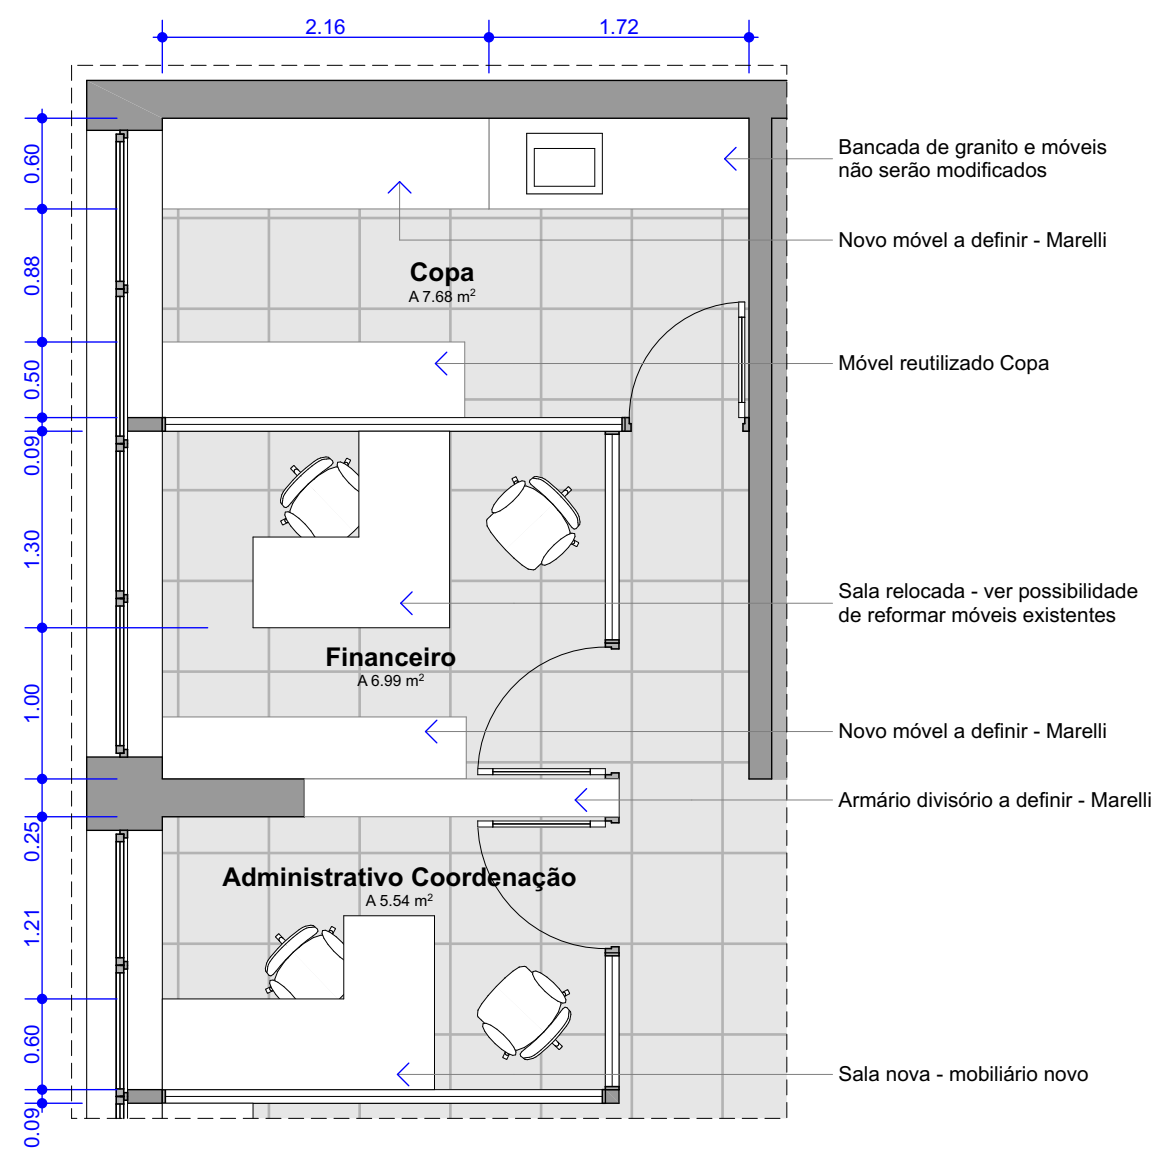 2.16
1.72
0.60
0.88
0.50
0.09
1.30
1.00
0.25
1.21
0.60
0.09
Bancada de granito e móveis
não serão modificados
Novo móvel a definir - Marelli
Copa
A 7.68 m²
Móvel reutilizado Copa
Sala relocada - ver possibilidade
de reformar móveis existentes
Financeiro
A 6.99 m²
Novo móvel a definir - Marelli
Armário divisório a definir - Marelli
Administrativo Coordenação
A 5.54 m²
Sala nova - mobiliário novo